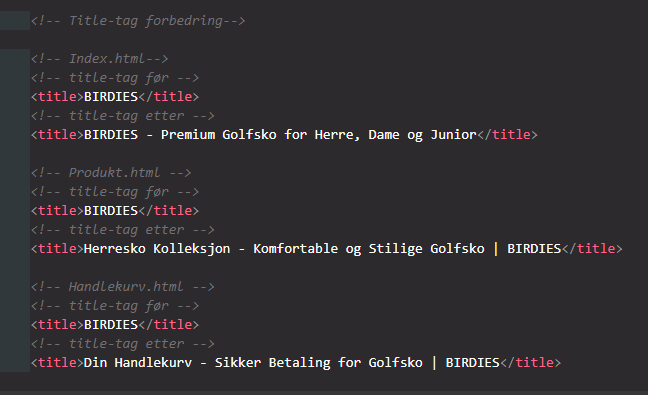 <!-- Title-tag forbedring-->
<!-- Index.html-->
<!-- title-tag før -->
<title>BIRDIES</title>
<!-- title-tag etter -->
<title>BIRDIES - Premium Golfsko for Herre, Dame og Junior</title>
<!-- Produkt.html -->
<!-- title-tag før -->
<title>BIRDIES</title>
<!-- title-tag etter -->
<title>Herresko Kolleksjon - Komfortable og Stilige Golfsko | BIRDIES</title>
<!-- Handlekurv.html -->
<!-- title-tag før -->
<title>BIRDIES</title>
<!-- title-tag etter -->
<title>Din Handlekurv - Sikker Betaling for Golfsko | BIRDIES</title>